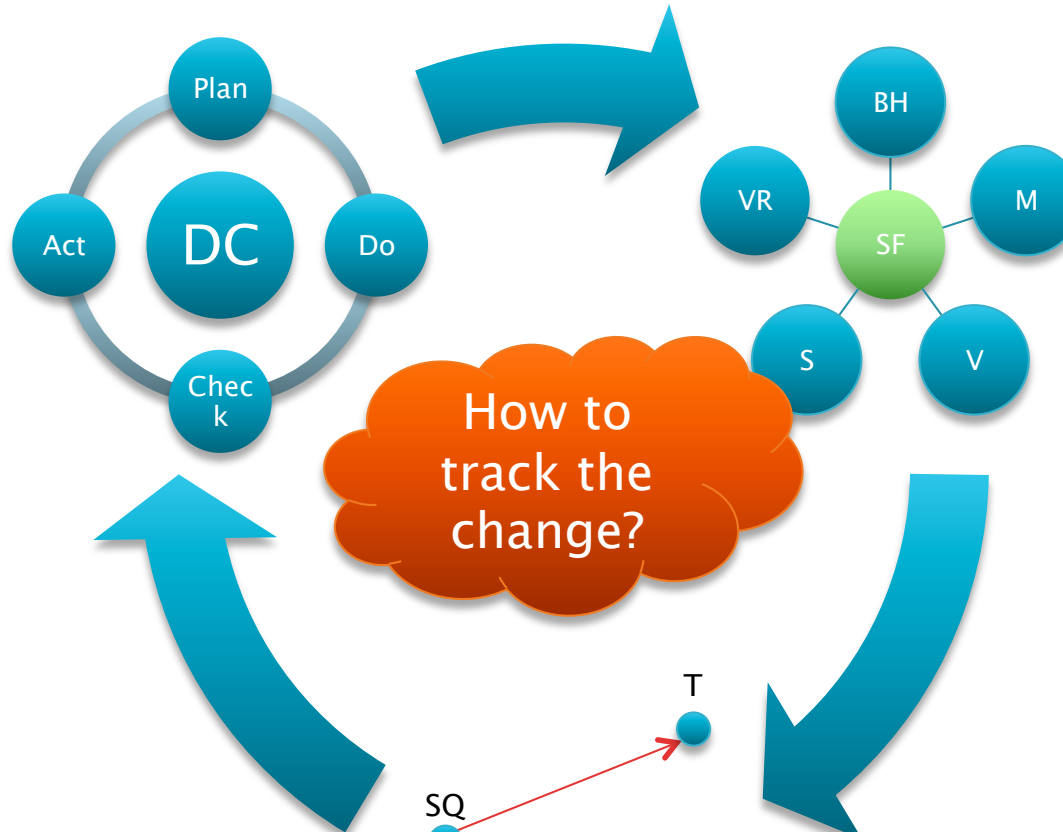 Plan
Act
DC
Do
Chec
k
BH
VR
M
SF
S
V
How to
track the
change?
T
SQ